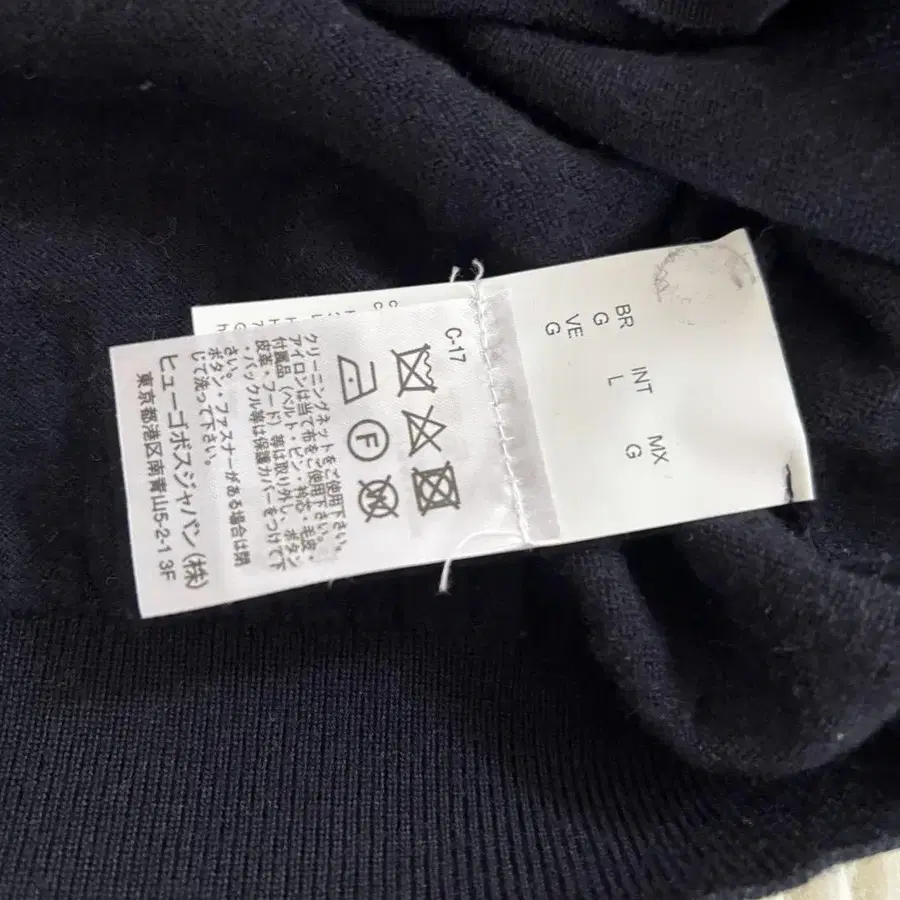 BR
G
VE
G
INT
L
MX
G
C-17
F
W
クリーニングネットをご使用下さい。
アイロンは当て布をご使用下さい。
付属品(ベルト・ピン・衿芯・毛皮・
皮革・フード)等は取り外し、ボタン
・バックル等は保護カバーをつけて下
さい。
ボタン・ファスナーがある場合は閉
じて洗って下さい。
ヒューゴボスジャパン(株)
東京都港区南青山5-2-1 3F